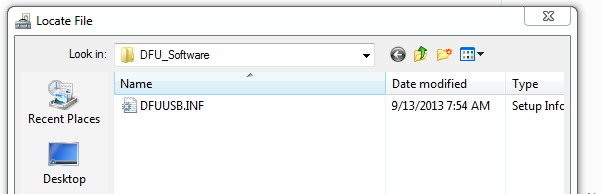 Locate File
Look in: DFU_Software
Name Date modified Type
DFUUSB.INF 9/13/2013 7:54 AM Setup Info
Recent Places
Desktop